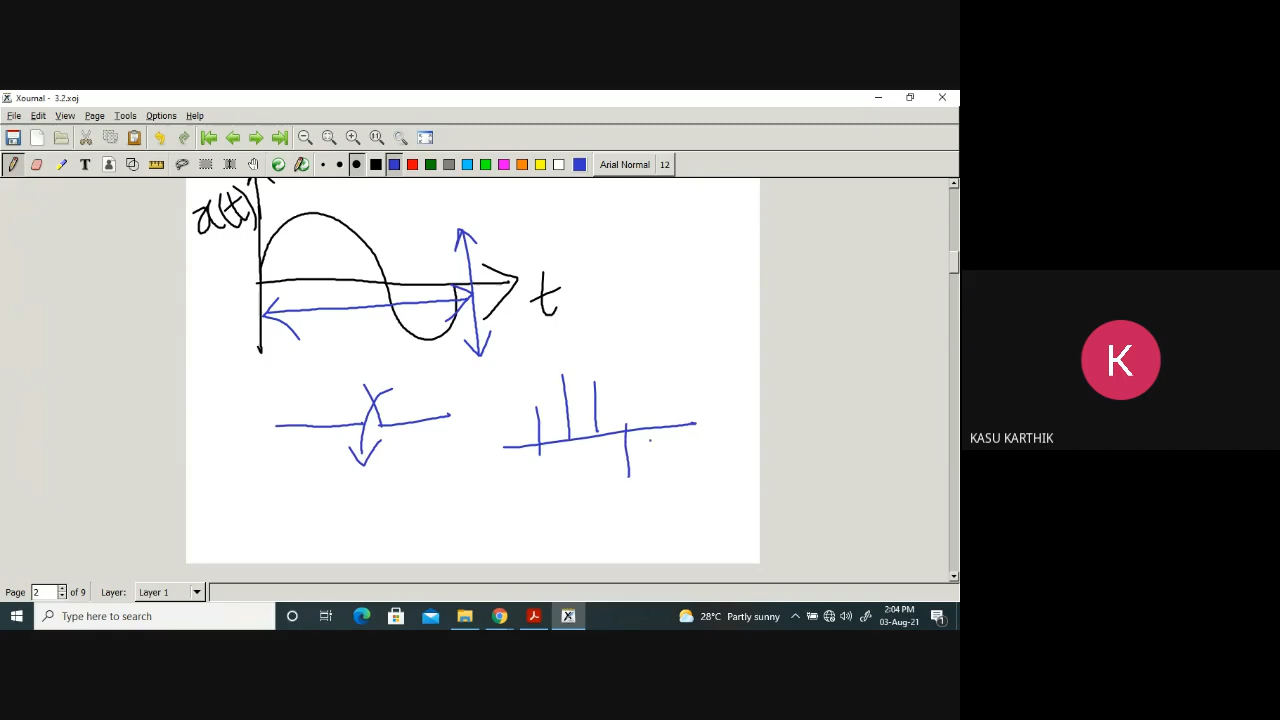 Xournal - 3.2.xoj
File Edit View Page Tools Options Help
T Arial Normal 12
x(t)
t
K
KASU KARTHIK
Page 2 of 9 Layer: Layer 1
Type here to search
28°C Partly sunny
2:04 PM
03-Aug-21
1